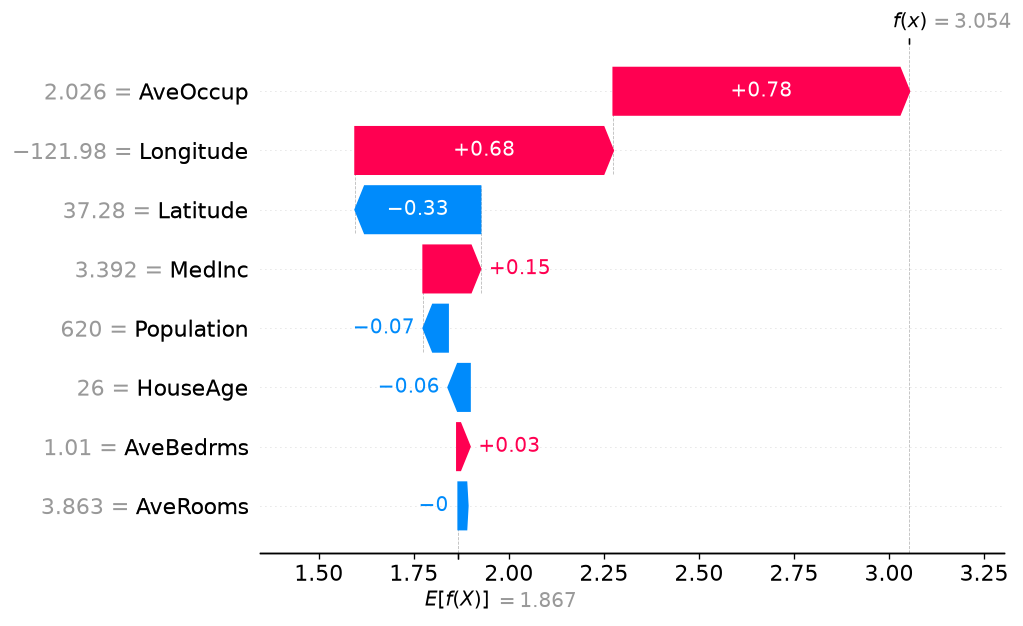 f(x) = 3.054
2.026 = AveOccup
+0.78
−121.98 = Longitude
+0.68
37.28 = Latitude
−0.33
3.392 = MedInc
+0.15
620 = Population
−0.07
26 = HouseAge
−0.06
1.01 = AveBedrms
+0.03
3.863 = AveRooms
−0
1.50 1.75 2.00 2.25 2.50 2.75 3.00 3.25
E[f(X)] = 1.867